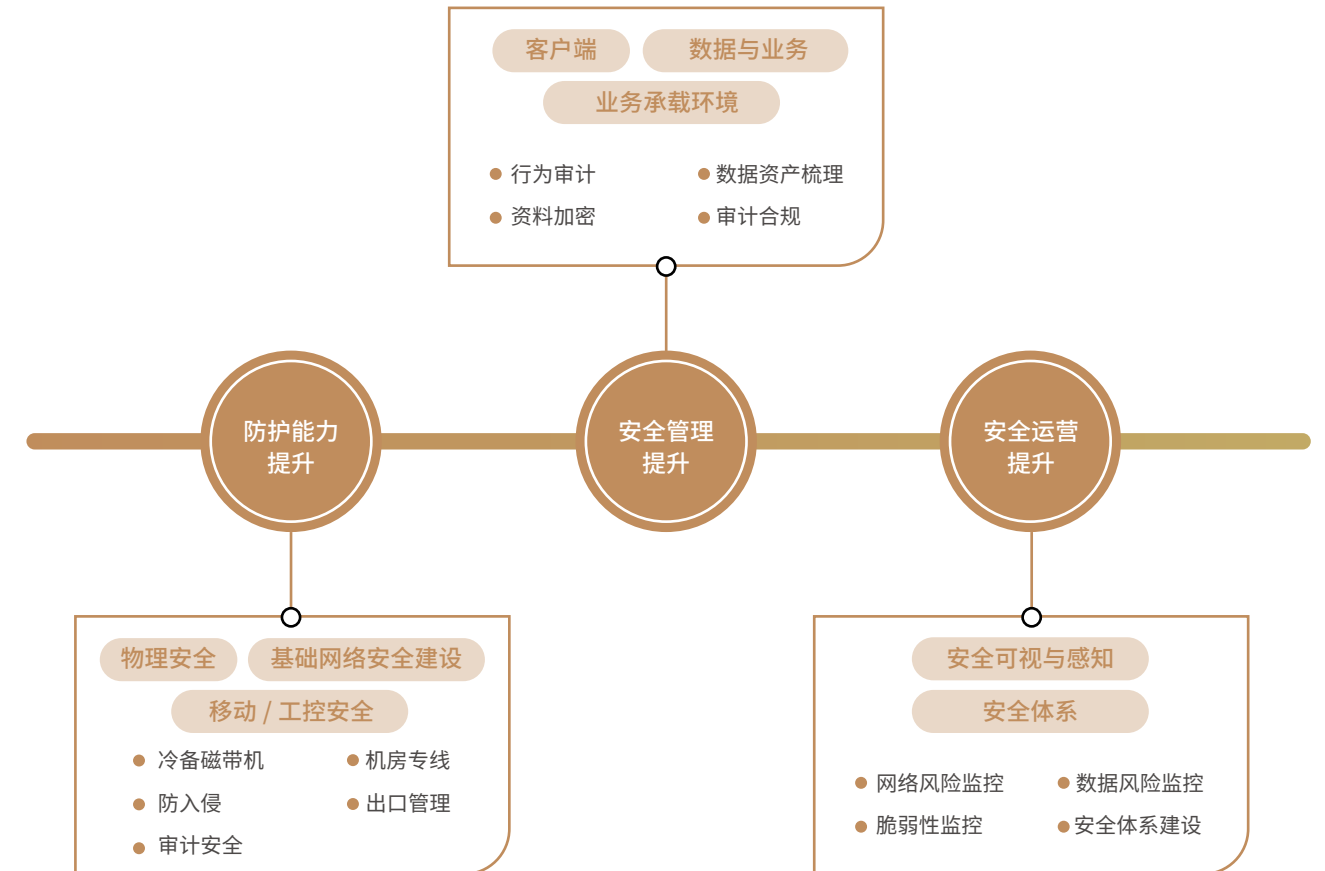 客户端
数据与业务
业务承载环境
行为审计
数据资产梳理
资料加密
审计合规
防护能力
提升
安全管理
提升
安全运营
提升
物理安全
基础网络安全建设
移动 / 工控安全
冷备磁带机
机房专线
防入侵
出口管理
审计安全
安全可视与感知
安全体系
网络风险监控
数据风险监控
脆弱性监控
安全体系建设